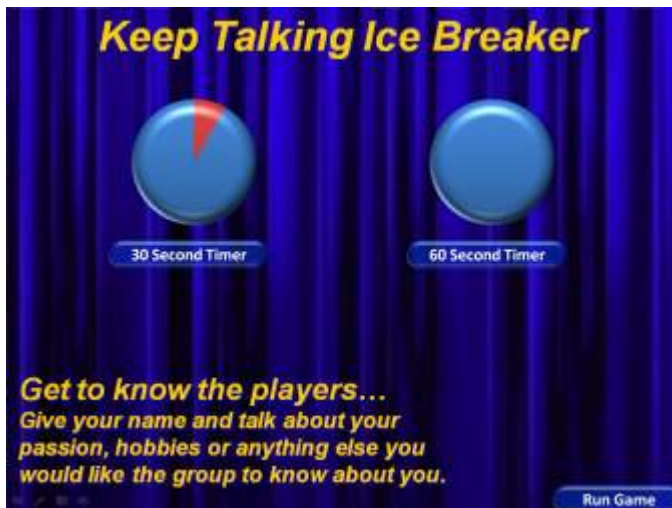 Keep Talking Ice Breaker
30 Second Timer
60 Second Timer
Get to know the players...
Give your name and talk about your
passion, hobbies or anything else you
would like the group to know about you.
Run Game